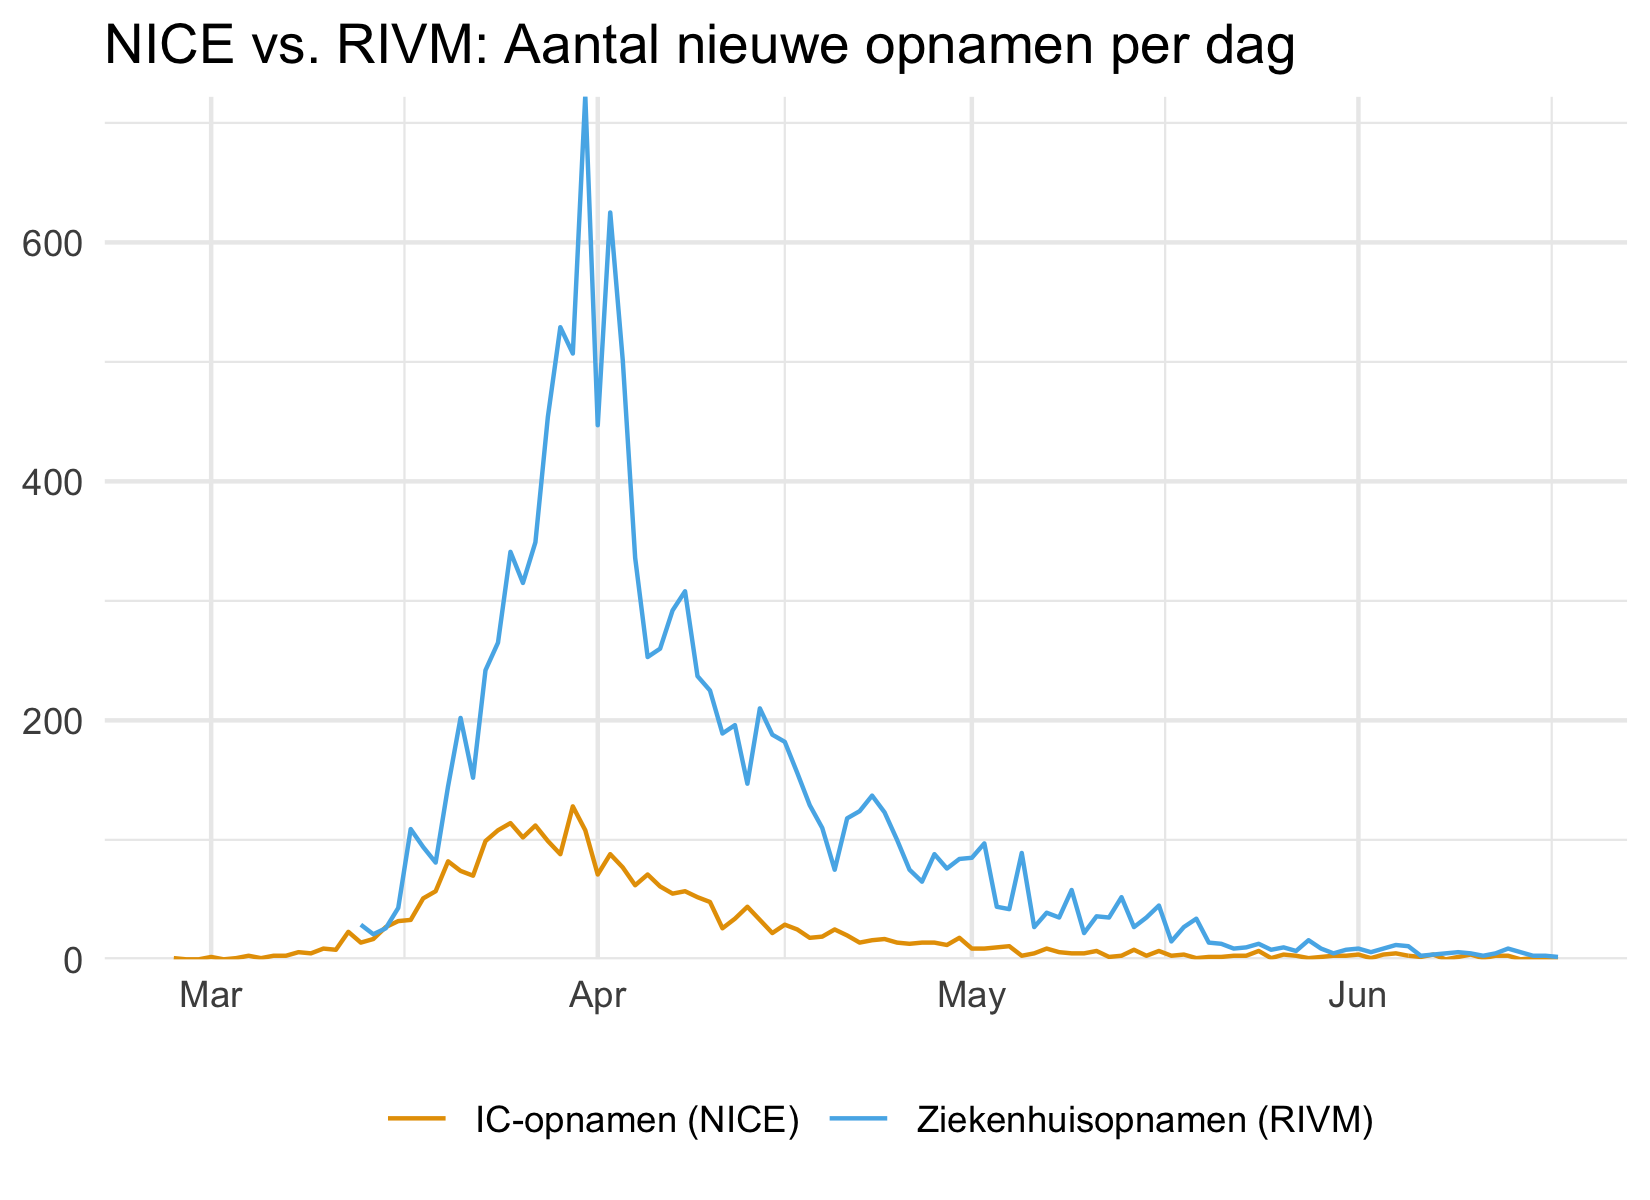 NICE vs. RIVM: Aantal nieuwe opnamen per dag
600
400
200
0
Mar Apr May Jun
IC-opnamen (NICE) Ziekenhuisopnamen (RIVM)